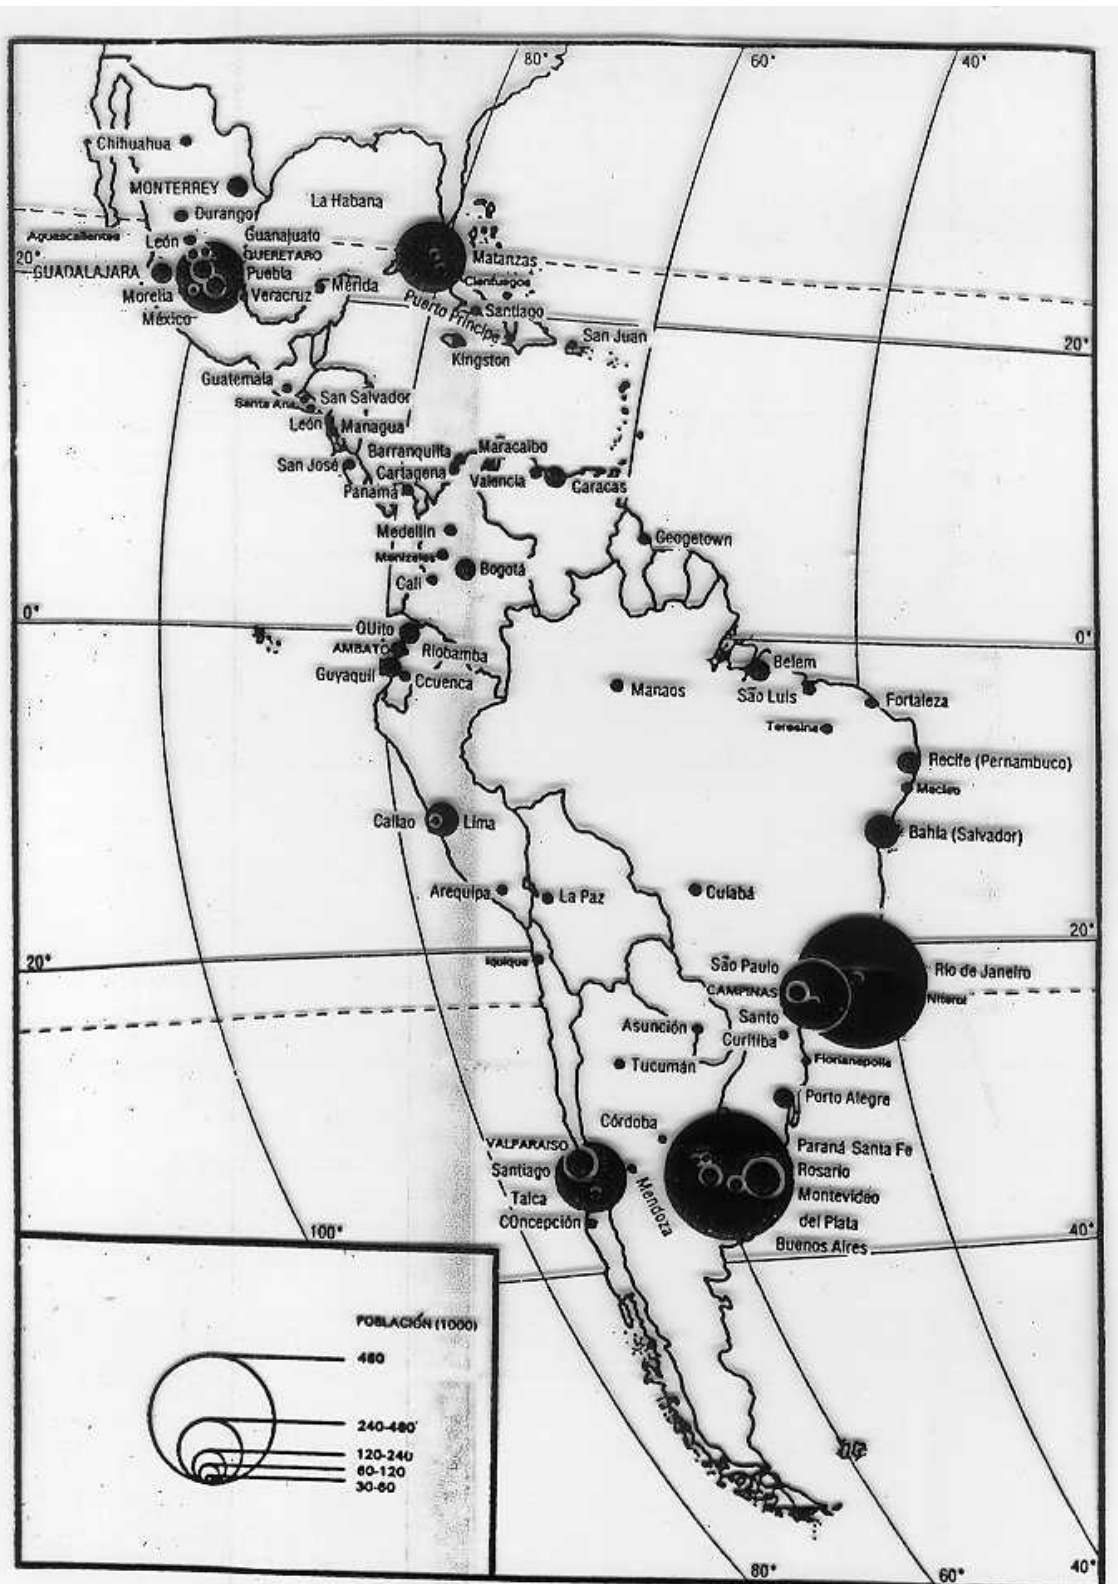 80°
60°
40°
Chihuahua
MONTERREY
La Habana
Durango
Aguascalientes
León
Guanajuato
QUERETARO
20°
GUADALAJARA
Puebla
Matanzas
Cienfuegos
Morelia
Veracruz
Mérida
México
Puerto Príncipe
Santiago
San Juan
20°
Kingston
Guatemala
Santa Ana
San Salvador
León
Managua
San José
Barranquilla
Maracaibo
Cartagena
Valencia
Caracas
Panamá
Medellín
Geogetown
Manizales
Bogotá
Cali
0°
QUito
0°
AMBATO
Riobamba
Guyaquil
Ccuenca
Belem
Manaos
São Luis
Fortaleza
Teresina
Recife (Pernambuco)
Macieo
Callao
Lima
Bahía (Salvador)
Arequipa
La Paz
Cuiabá
20°
20°
Iquique
São Paulo
Río de Janeiro
CAMPINAS
Niteroi
Santo
Asunción
Curitiba
Tucumán
Florianapolis
Porto Alegre
Córdoba
VALPARAISO
Paraná Santa Fe
Santiago
Rosario
Mendoza
Talca
Montevideo
COncepción
del Plata
Buenos Aires
40°
100°
POBLACIÓN (1000)
480
240-480
120-240
60-120
30-60
80°
60°
40°